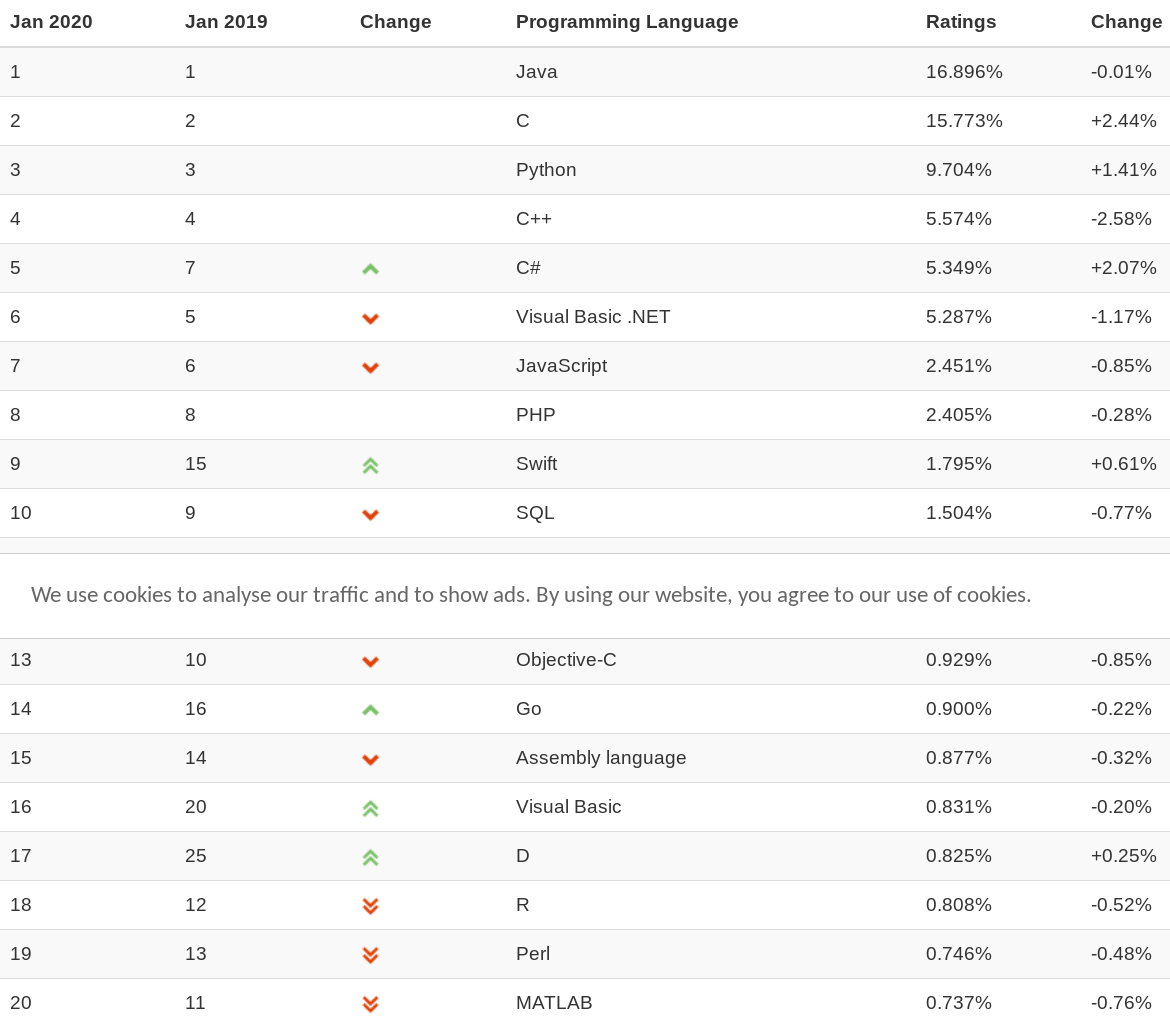 Jan 2020 Jan 2019 Change Programming Language Ratings Change
1 1 Java 16.896% -0.01%
2 2 C 15.773% +2.44%
3 3 Python 9.704% +1.41%
4 4 C++ 5.574% -2.58%
5 7 C# 5.349% +2.07%
6 5 Visual Basic .NET 5.287% -1.17%
7 6 JavaScript 2.451% -0.85%
8 8 PHP 2.405% -0.28%
9 15 Swift 1.795% +0.61%
10 9 SQL 1.504% -0.77%
We use cookies to analyse our traffic and to show ads. By using our website, you agree to our use of cookies.
13 10 Objective-C 0.929% -0.85%
14 16 Go 0.900% -0.22%
15 14 Assembly language 0.877% -0.32%
16 20 Visual Basic 0.831% -0.20%
17 25 D 0.825% +0.25%
18 12 R 0.808% -0.52%
19 13 Perl 0.746% -0.48%
20 11 MATLAB 0.737% -0.76%